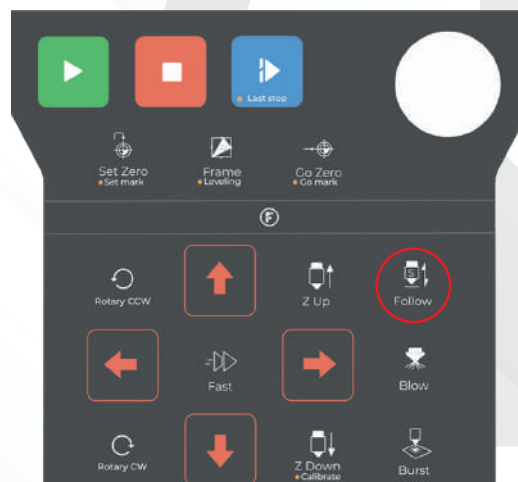 Last stop
Set Zero Frame Go Zero
Set mark Leveling Go mark
F
Rotary CCW Z Up S Follow
Fast Blow
Rotary CW Z Down Burst
Calibrate